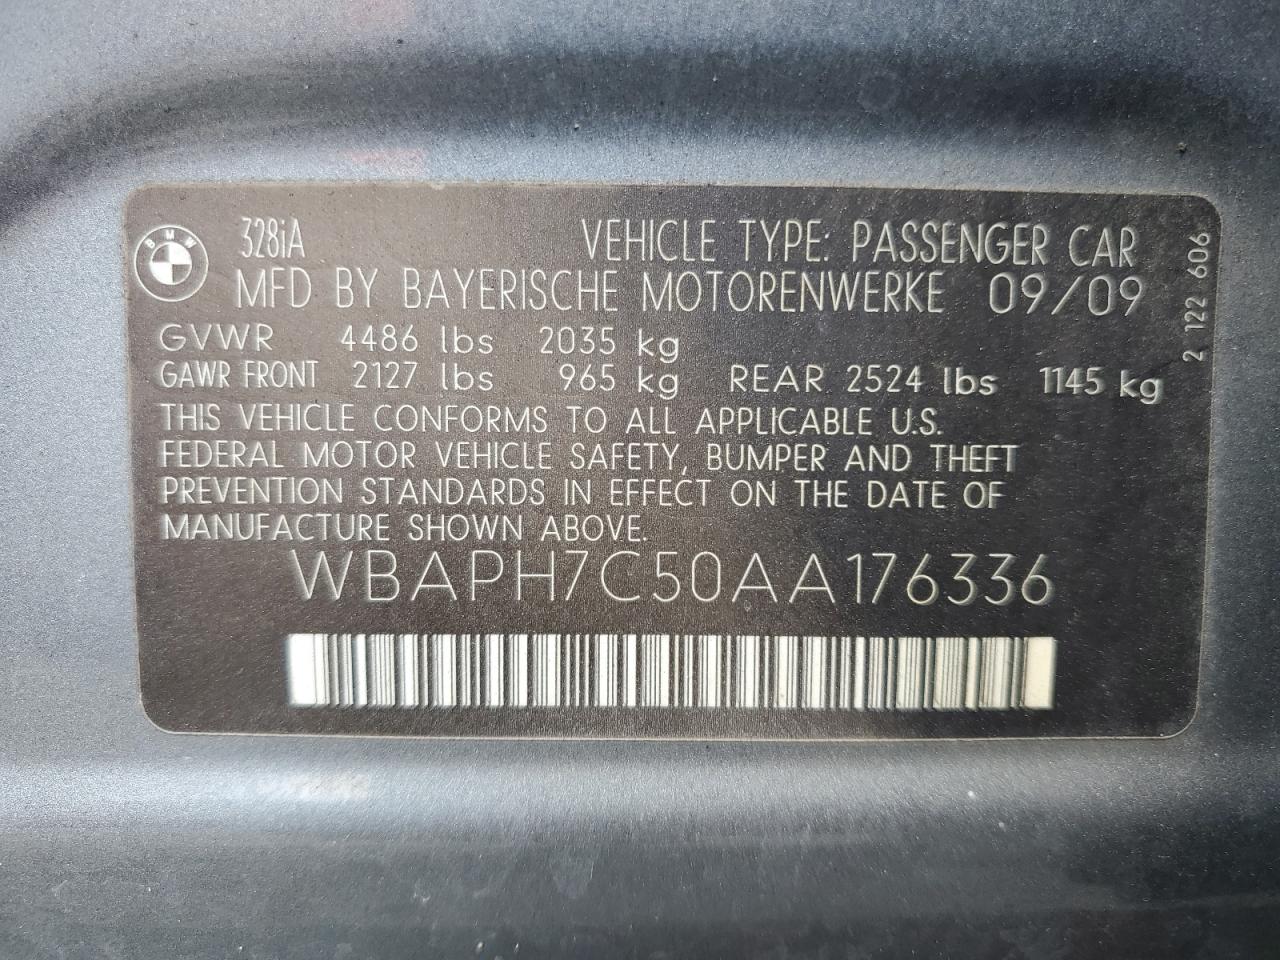 BMW
328iA VEHICLE TYPE: PASSENGER CAR
MFD BY BAYERISCHE MOTORENWERKE 09/09
GVWR 4486 lbs 2035 kg
GAWR FRONT 2127 lbs 965 kg REAR 2524 lbs 1145 kg
THIS VEHICLE CONFORMS TO ALL APPLICABLE U.S.
FEDERAL MOTOR VEHICLE SAFETY, BUMPER AND THEFT
PREVENTION STANDARDS IN EFFECT ON THE DATE OF
MANUFACTURE SHOWN ABOVE.
WBAPH7C50AA176336
2 122 606